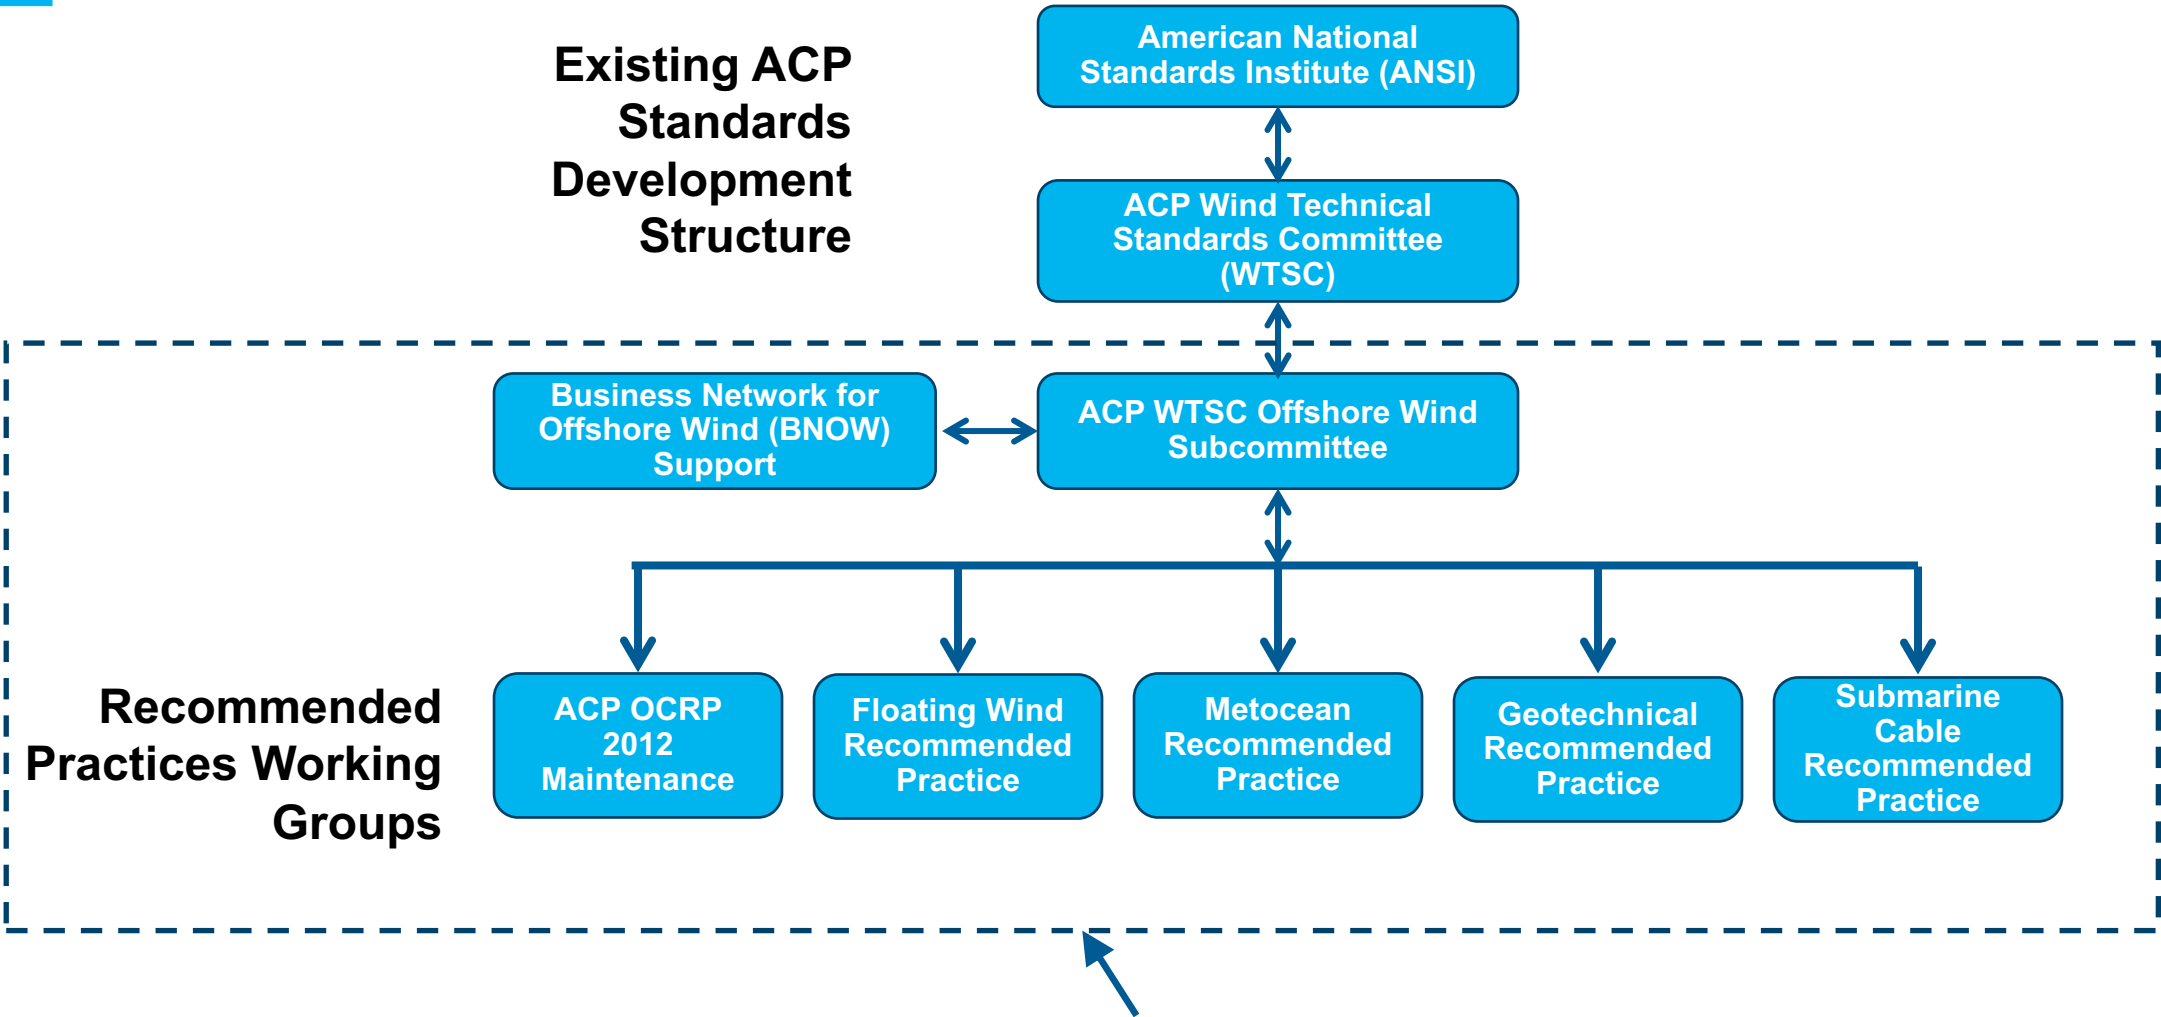 Existing ACP
Standards
Development
Structure
American National
Standards Institute (ANSI)
ACP Wind Technical
Standards Committee
(WTSC)
Business Network for
Offshore Wind (BNOW)
Support
ACP WTSC Offshore Wind
Subcommittee
Recommended
Practices Working
Groups
ACP OCRP
2012
Maintenance
Floating Wind
Recommended
Practice
Metocean
Recommended
Practice
Geotechnical
Recommended
Practice
Submarine
Cable
Recommended
Practice